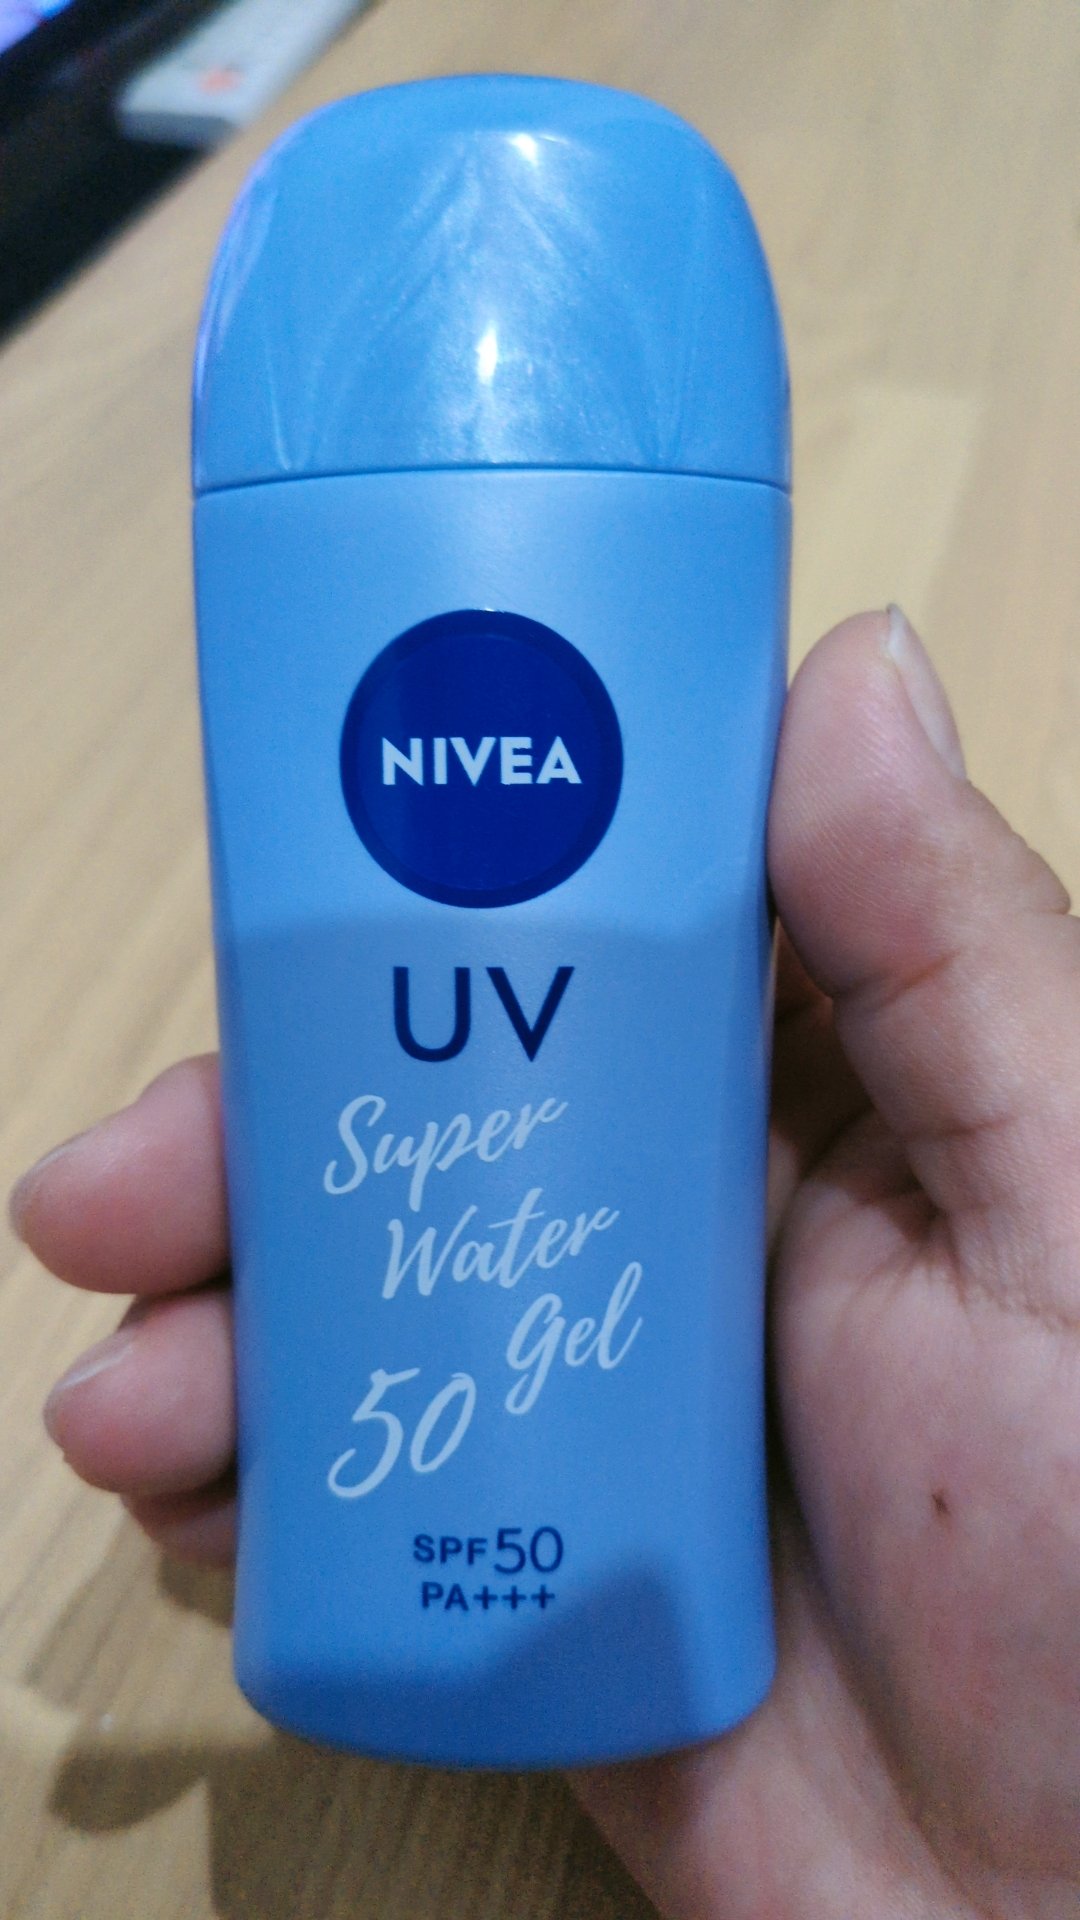 NIVEA
UV
Super
Water
Gel
50
SPF50
PA+++